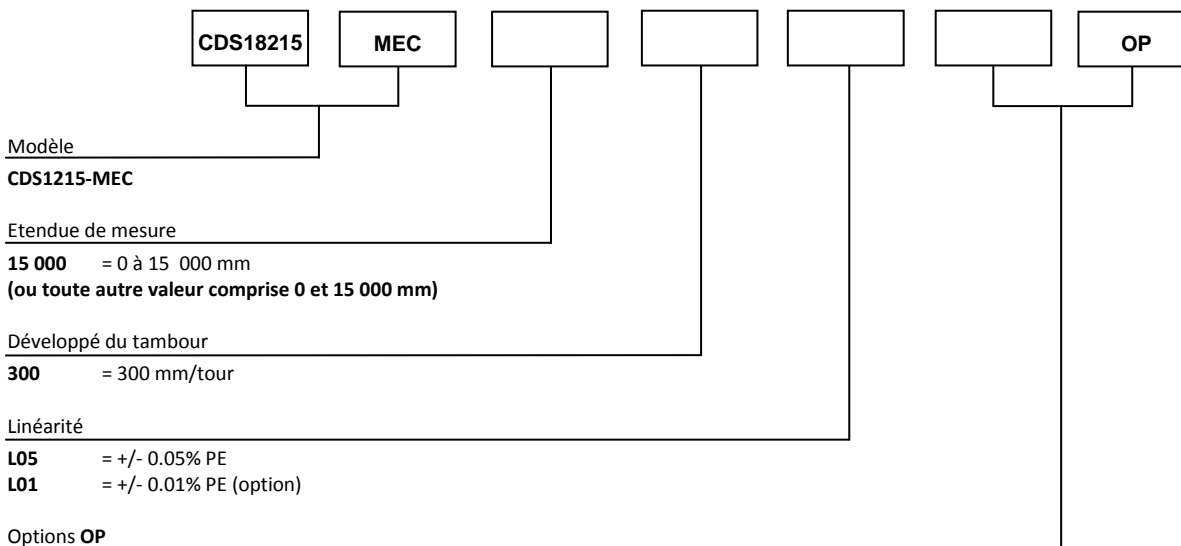 CDS18215 MEC OP
Modèle
CDS1215-MEC
Etendue de mesure
15 000 = 0 à 15 000 mm
(ou toute autre valeur comprise 0 et 15 000 mm)
Développé du tambour
300 = 300 mm/tour
Linéarité
L05 = +/- 0.05% PE
L01 = +/- 0.01% PE (option)
Options OP